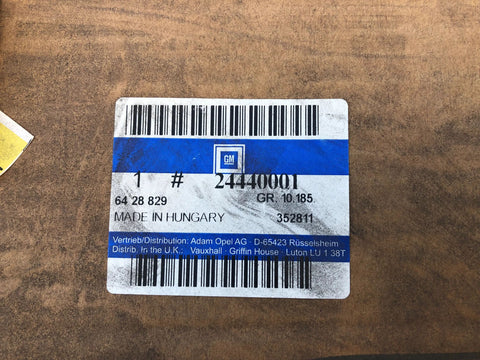 GM
1 # 24440001
64 28 829 GR. 10.185
MADE IN HUNGARY 352811
Vertrieb/Distribution: Adam Opel AG · D-65423 Rüsselsheim
Distrib. In the U.K.: Vauxhall · Griffin House · Luton LU 1 38T